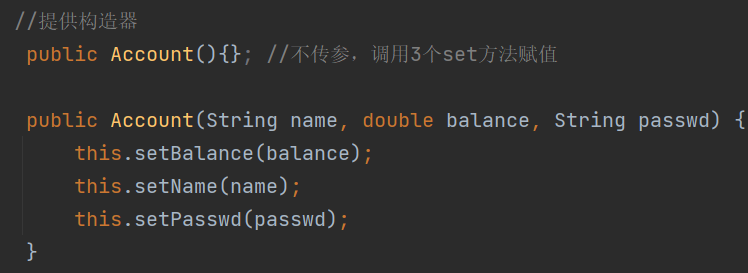 //提供构造器
public Account(){}; //不传参，调用3个set方法赋值
public Account(String name, double balance, String passwd) {
this.setBalance(balance);
this.setName(name);
this.setPasswd(passwd);
}